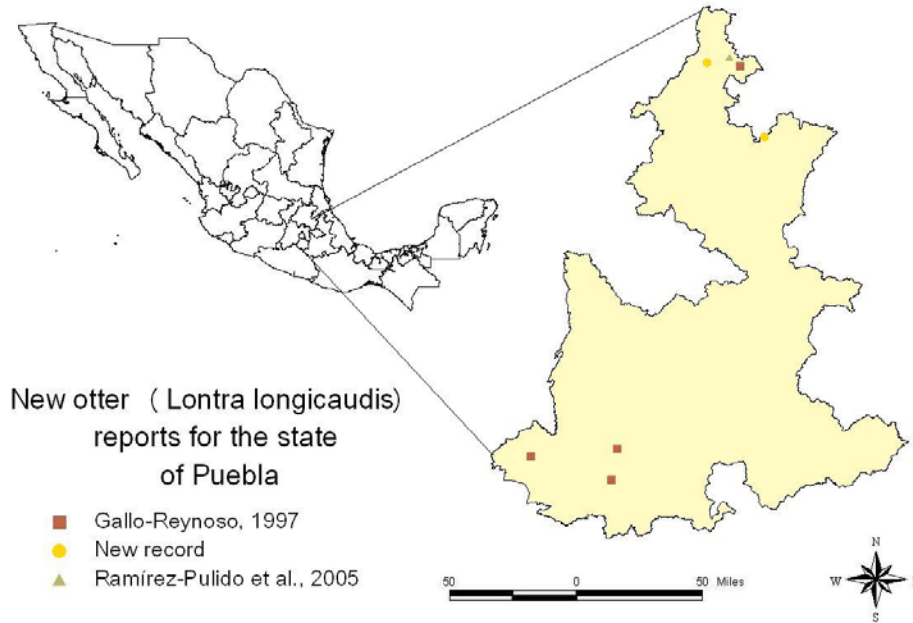 New otter ( Lontra longicaudis)
reports for the state
of Puebla
Gallo-Reynoso, 1997
New record
Ramírez-Pulido et al., 2005
50 0 50 Miles
N
W
S